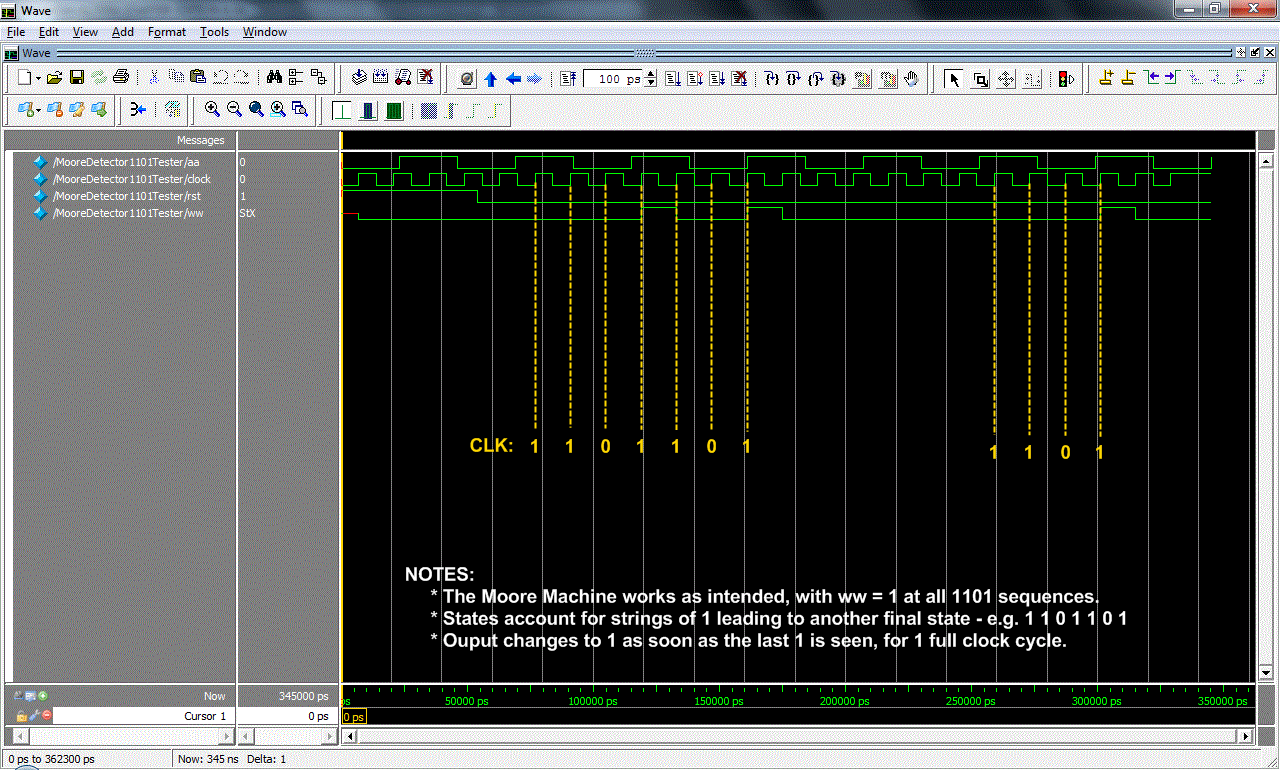 Wave
File Edit View Add Format Tools Window
Wave
100 ps
Messages
/MooreDetector1101Tester/aa 0
/MooreDetector1101Tester/clock 0
/MooreDetector1101Tester/rst 1
/MooreDetector1101Tester/ww StX
CLK: 1 1 0 1 1 0 1 1 1 0 1
NOTES:
* The Moore Machine works as intended, with ww = 1 at all 1101 sequences.
* States account for strings of 1 leading to another final state - e.g. 1 1 0 1 1 0 1
* Ouput changes to 1 as soon as the last 1 is seen, for 1 full clock cycle.
Now 345000 ps ps 50000 ps 100000 ps 150000 ps 200000 ps 250000 ps 300000 ps 350000 ps
Cursor 1 0 ps 0 ps
0 ps to 362300 ps Now: 345 ns Delta: 1